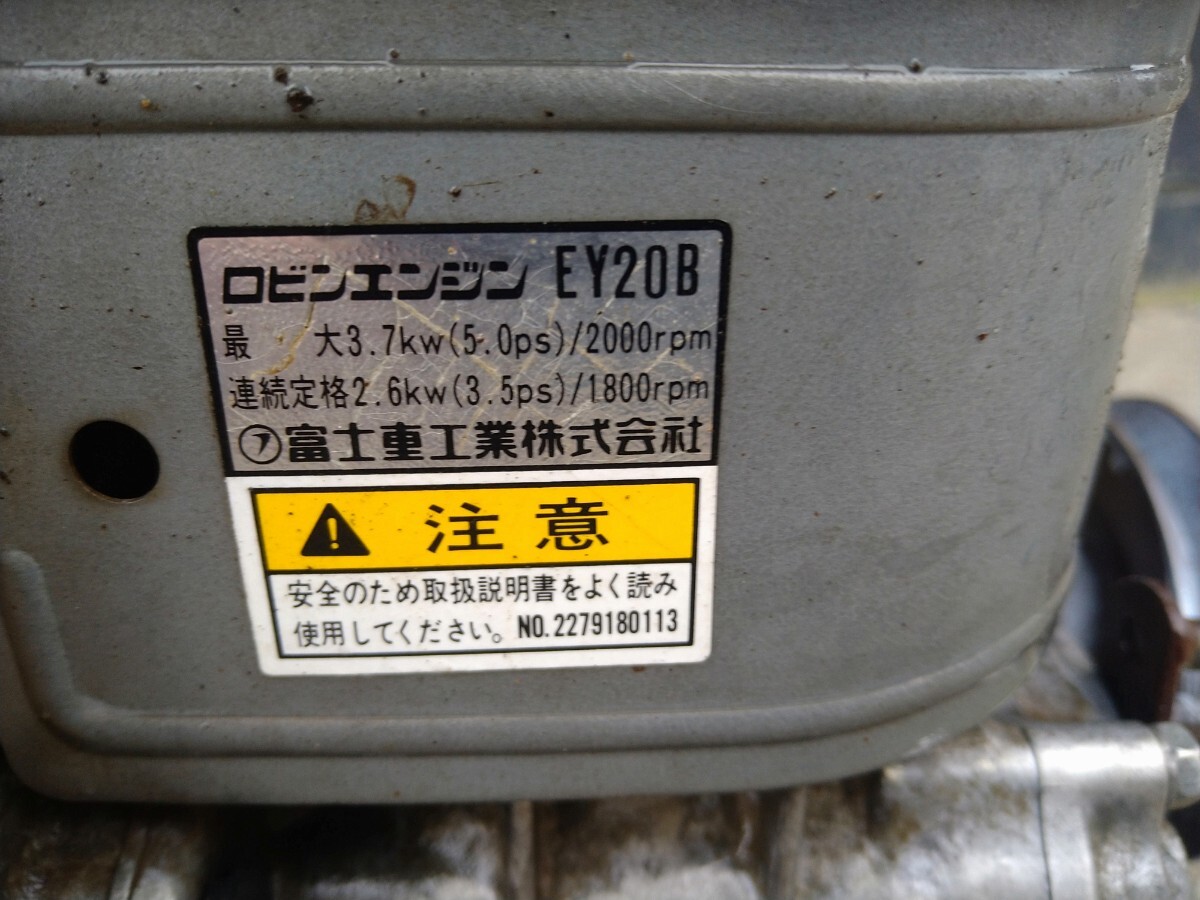 ロビンエンジン EY20B
最 大3.7kw(5.0ps)/2000rpm
連続定格2.6kw(3.5ps)/1800rpm
㋐富士重工業株式会社
注意
安全のため取扱説明書をよく読み
使用してください。 NO.2279180113